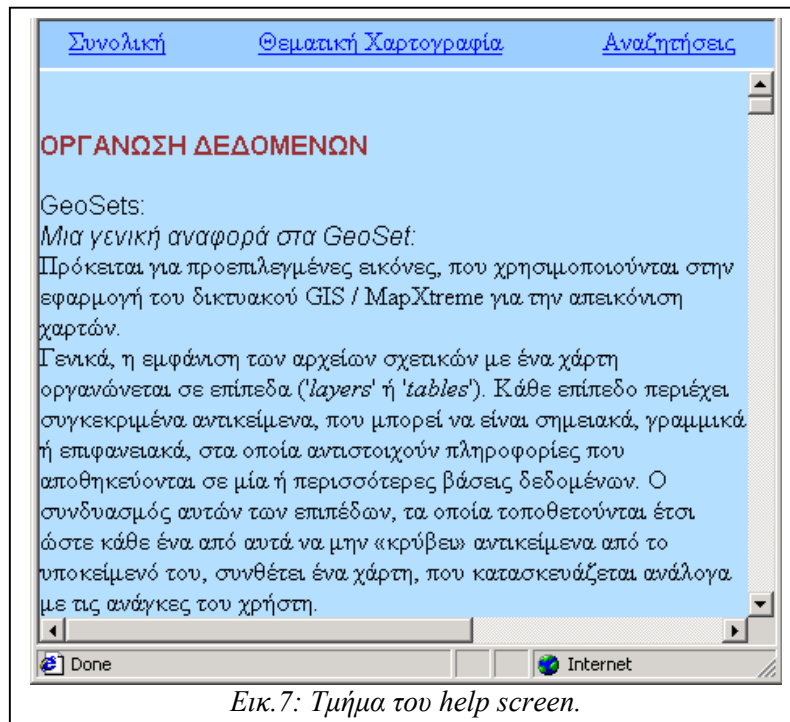 Συνολική Θεματική Χαρτογραφία Αναζητήσεις
ΟΡΓΑΝΩΣΗ ΔΕΔΟΜΕΝΩΝ
GeoSets:
Μια γενική αναφορά στα GeoSet:
Πρόκειται για προεπιλεγμένες εικόνες, που χρησιμοποιούνται στην
εφαρμογή του δικτυακού GIS / MapXtreme για την απεικόνιση
χαρτών.
Γενικά, η εμφάνιση των αρχείων σχετικών με ένα χάρτη
οργανώνεται σε επίπεδα ('layers' ή 'tables'). Κάθε επίπεδο περιέχει
συγκεκριμένα αντικείμενα, που μπορεί να είναι σημειακά, γραμμικά
ή επιφανειακά, στα οποία αντιστοιχούν πληροφορίες που
αποθηκεύονται σε μία ή περισσότερες βάσεις δεδομένων. Ο
συνδυασμός αυτών των επιπέδων, τα οποία τοποθετούνται έτσι
ώστε κάθε ένα από αυτά να μην «κρύβει» αντικείμενα από το
υποκείμενό του, συνθέτει ένα χάρτη, που κατασκευάζεται ανάλογα
με τις ανάγκες του χρήστη.
Done Internet
Εικ.7: Τμήμα του help screen.